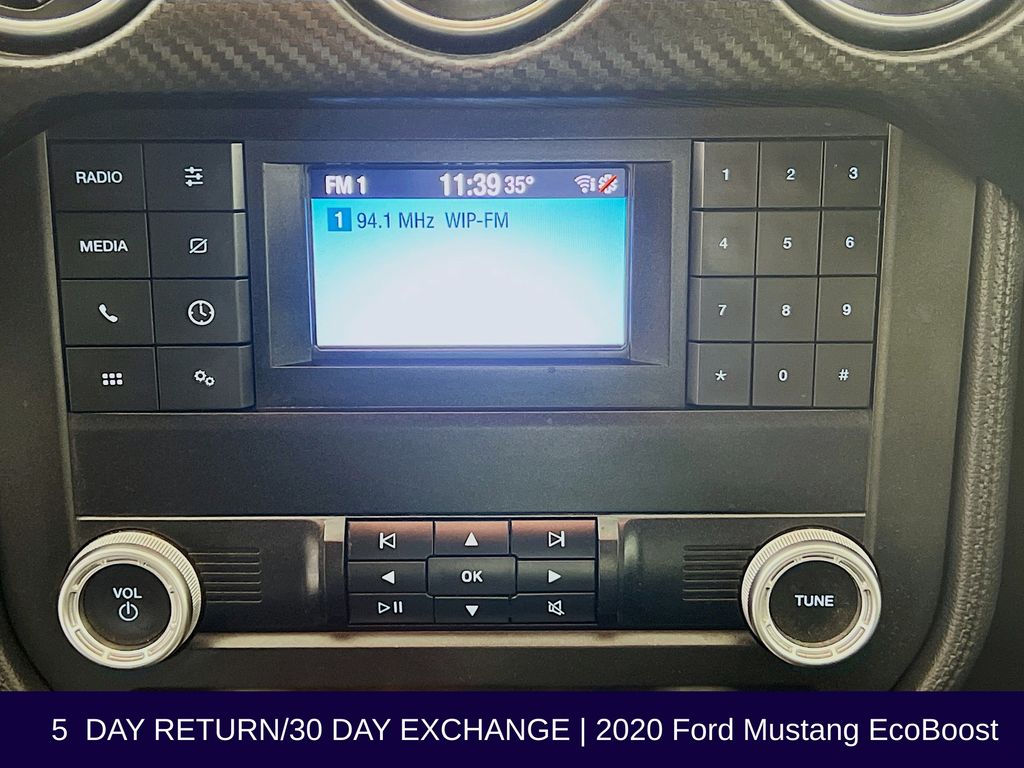 FM 1 11:39 35°
1 94.1 MHz WIP-FM
RADIO
MEDIA
1 2 3
4 5 6
7 8 9
* 0 #
VOL
OK
TUNE
5 DAY RETURN/30 DAY EXCHANGE | 2020 Ford Mustang EcoBoost